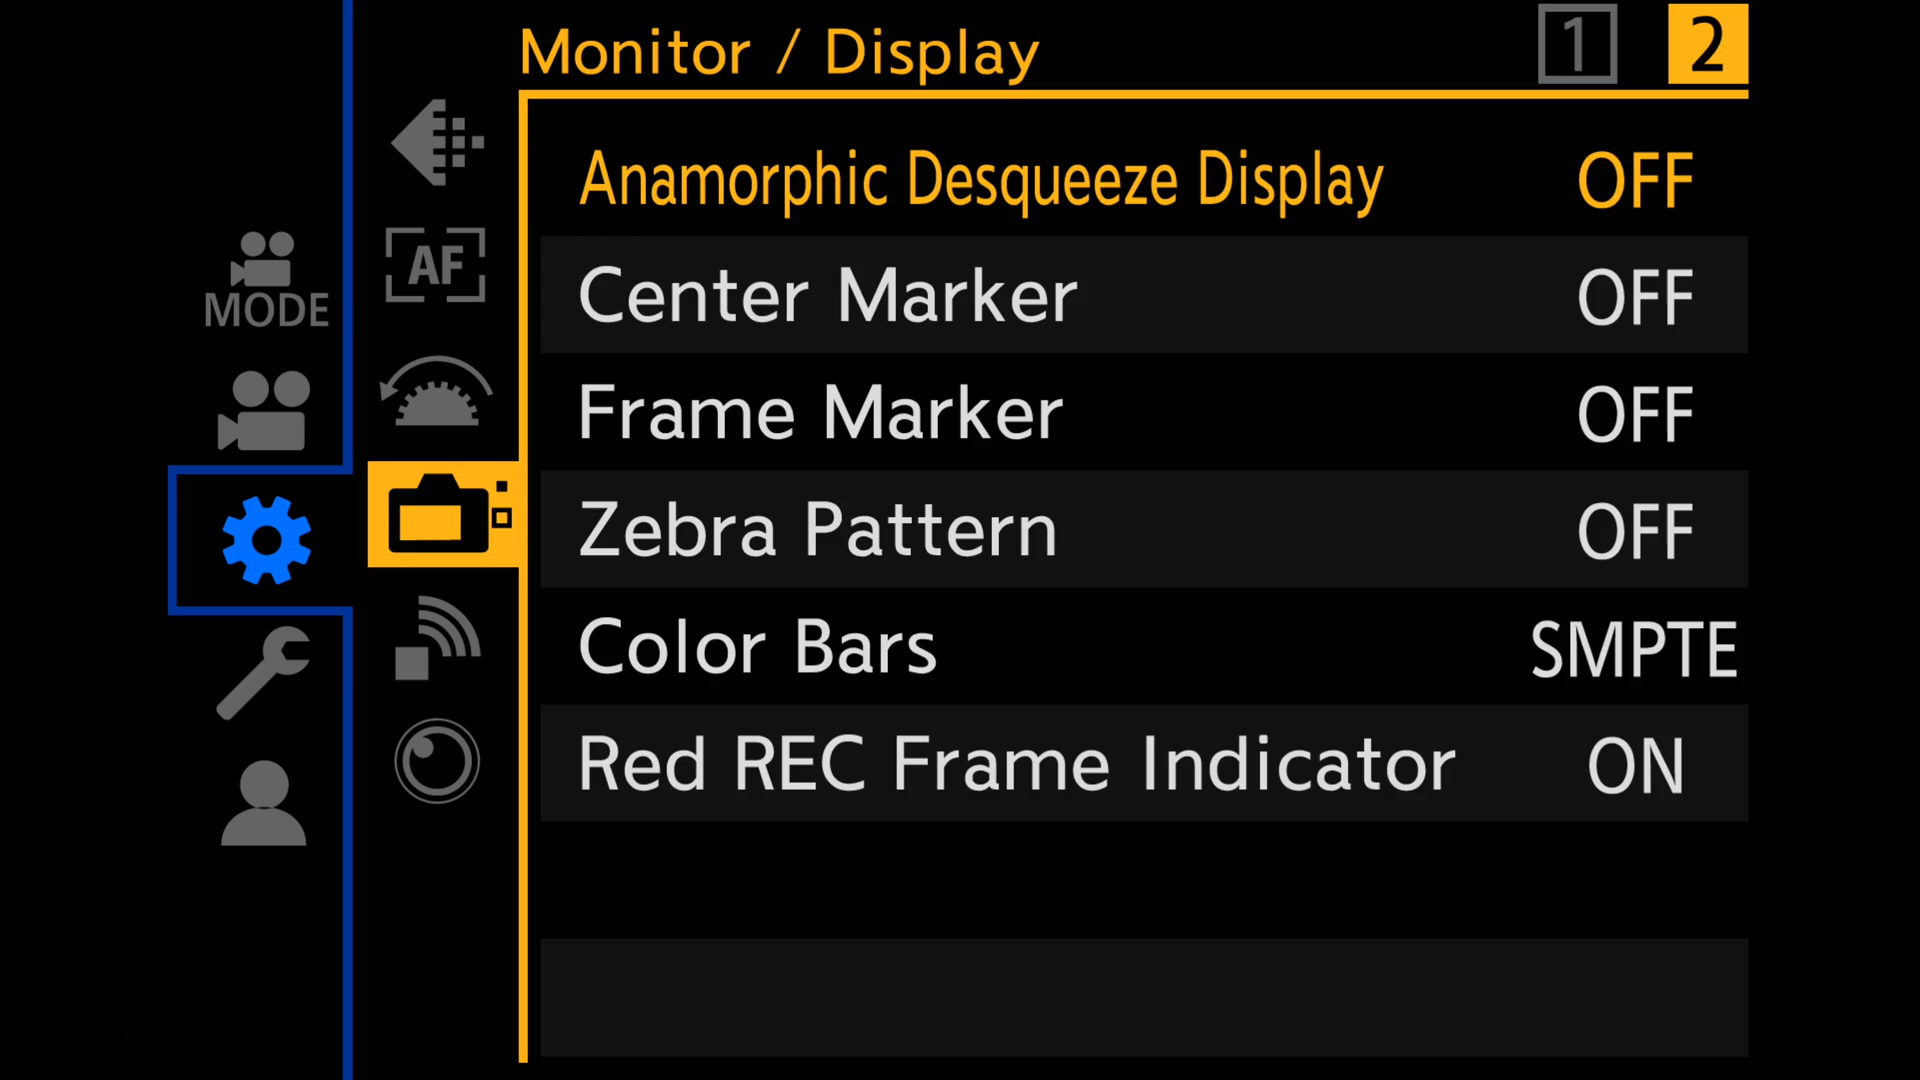 Monitor / Display 1 2
MODE
AF
Anamorphic Desqueeze Display OFF
Center Marker OFF
Frame Marker OFF
Zebra Pattern OFF
Color Bars SMPTE
Red REC Frame Indicator ON